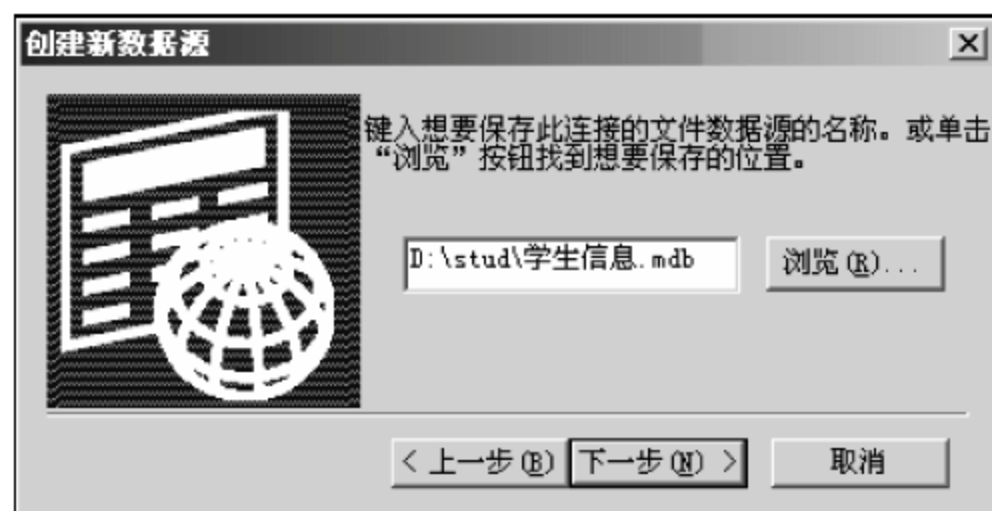 创建新数据源
键入想要保存此连接的文件数据源的名称。或单击
“浏览”按钮找到想要保存的位置。
D:\stud\学生信息.mdb
浏览(R)...
< 上一步(B)
下一步(N) >
取消